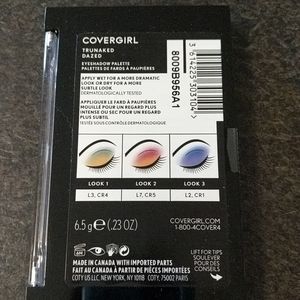 COVERGIRL
TRUNAKED
DAZED
EYESHADOW PALETTE
PALETTES DE FARDS À PAUPIÈRES
APPLY WET FOR A MORE DRAMATIC
LOOK OR DRY FOR A MORE
SUBTLE LOOK
DERMATOLOGICALLY TESTED
APPLIQUER LE FARD À PAUPIÈRES
MOUILLÉ POUR UN REGARD PLUS
INTENSE OU SEC POUR UN REGARD
PLUS SUBTIL
TESTÉ SOUS CONTRÔLE DERMATOLOGIQUE
8009B956A1
3 614225 303104 >
LOOK 1
LOOK 2
LOOK 3
L3, CR4
L7, CR5
L2, CR1
6.5 g ℮ (.23 OZ)
COVERGIRL.COM
1-800-4COVER4
LIFT FOR TIPS
SOULEVER
POUR DES
CONSEILS
MADE IN CANADA WITH IMPORTED PARTS
FAIT AU CANADA À PARTIR DE PIÈCES IMPORTÉES
COTY US LLC, NEW YORK, NY 10118 COTY, 75002 PARIS